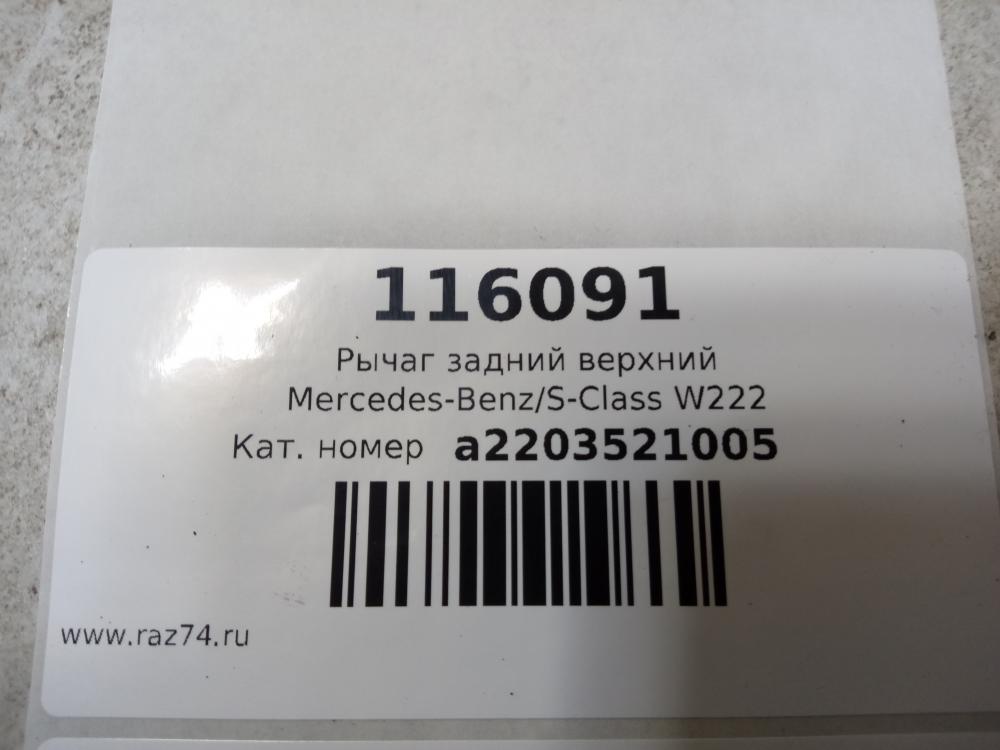 116091
Рычаг задний верхний
Mercedes-Benz/S-Class W222
Кат. номер a2203521005
www.raz74.ru